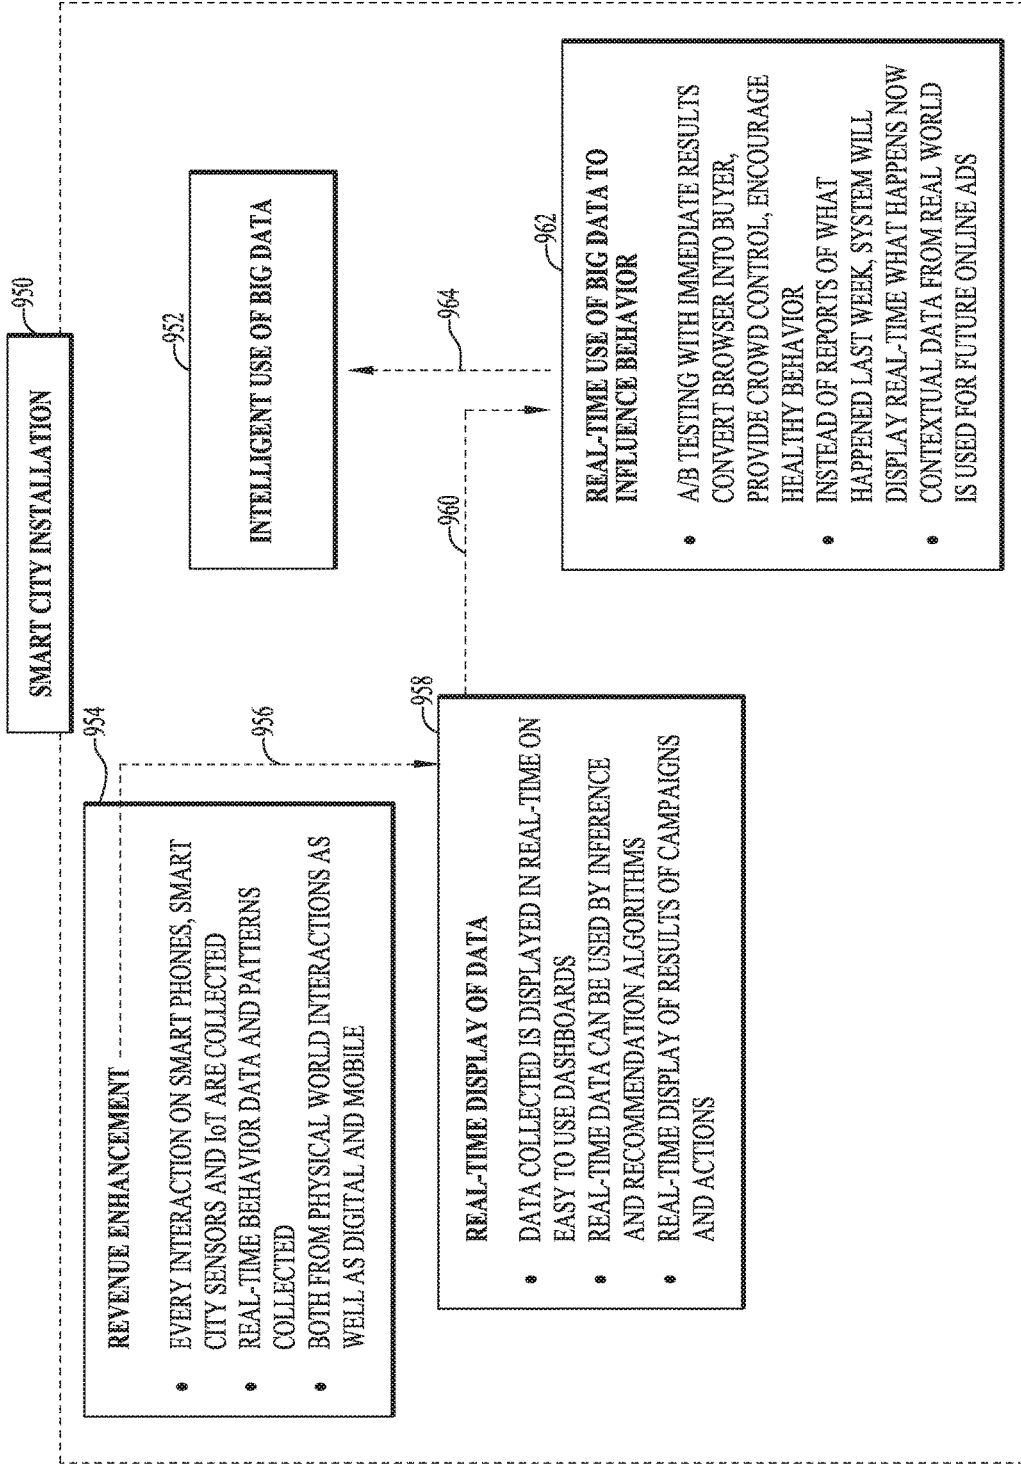 SMART CITY INSTALLATION
950
954
REVENUE ENHANCEMENT
• EVERY INTERACTION ON SMART PHONES, SMART
CITY SENSORS AND IoT ARE COLLECTED
• REAL-TIME BEHAVIOR DATA AND PATTERNS
COLLECTED
• BOTH FROM PHYSICAL WORLD INTERACTIONS AS
WELL AS DIGITAL AND MOBILE
956
952
INTELLIGENT USE OF BIG DATA
958
REAL-TIME DISPLAY OF DATA
• DATA COLLECTED IS DISPLAYED IN REAL-TIME ON
EASY TO USE DASHBOARDS
• REAL-TIME DATA CAN BE USED BY INFERENCE
AND RECOMMENDATION ALGORITHMS
• REAL-TIME DISPLAY OF RESULTS OF CAMPAIGNS
AND ACTIONS
960
964
962
REAL-TIME USE OF BIG DATA TO
INFLUENCE BEHAVIOR
• A/B TESTING WITH IMMEDIATE RESULTS
CONVERT BROWSER INTO BUYER,
PROVIDE CROWD CONTROL, ENCOURAGE
HEALTHY BEHAVIOR
• INSTEAD OF REPORTS OF WHAT
HAPPENED LAST WEEK, SYSTEM WILL
DISPLAY REAL-TIME WHAT HAPPENS NOW
• CONTEXTUAL DATA FROM REAL WORLD
IS USED FOR FUTURE ONLINE ADS